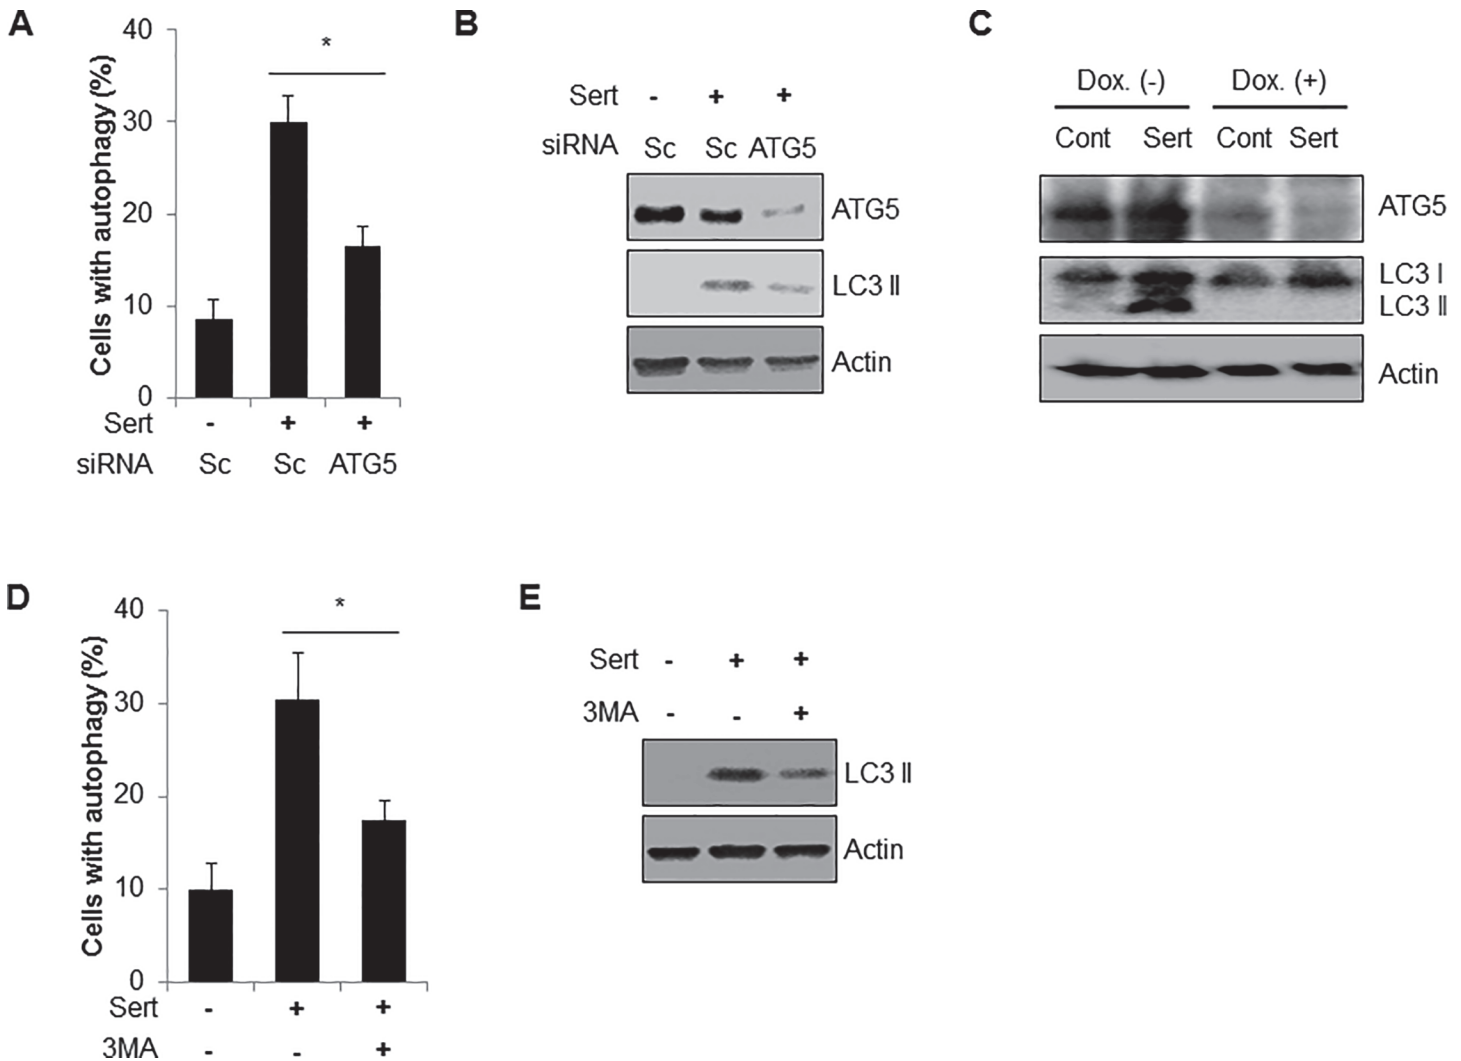 A
Cells with autophagy (%)
40
30
20
10
0
*
Sert - + +
siRNA Sc Sc ATG5
B
Sert - + +
siRNA Sc Sc ATG5
ATG5
LC3 II
Actin
C
Dox. (-) Dox. (+)
Cont Sert Cont Sert
ATG5
LC3 I
LC3 II
Actin
D
Cells with autophagy (%)
40
30
20
10
0
*
Sert - + +
3MA - - +
E
Sert - + +
3MA - - +
LC3 II
Actin